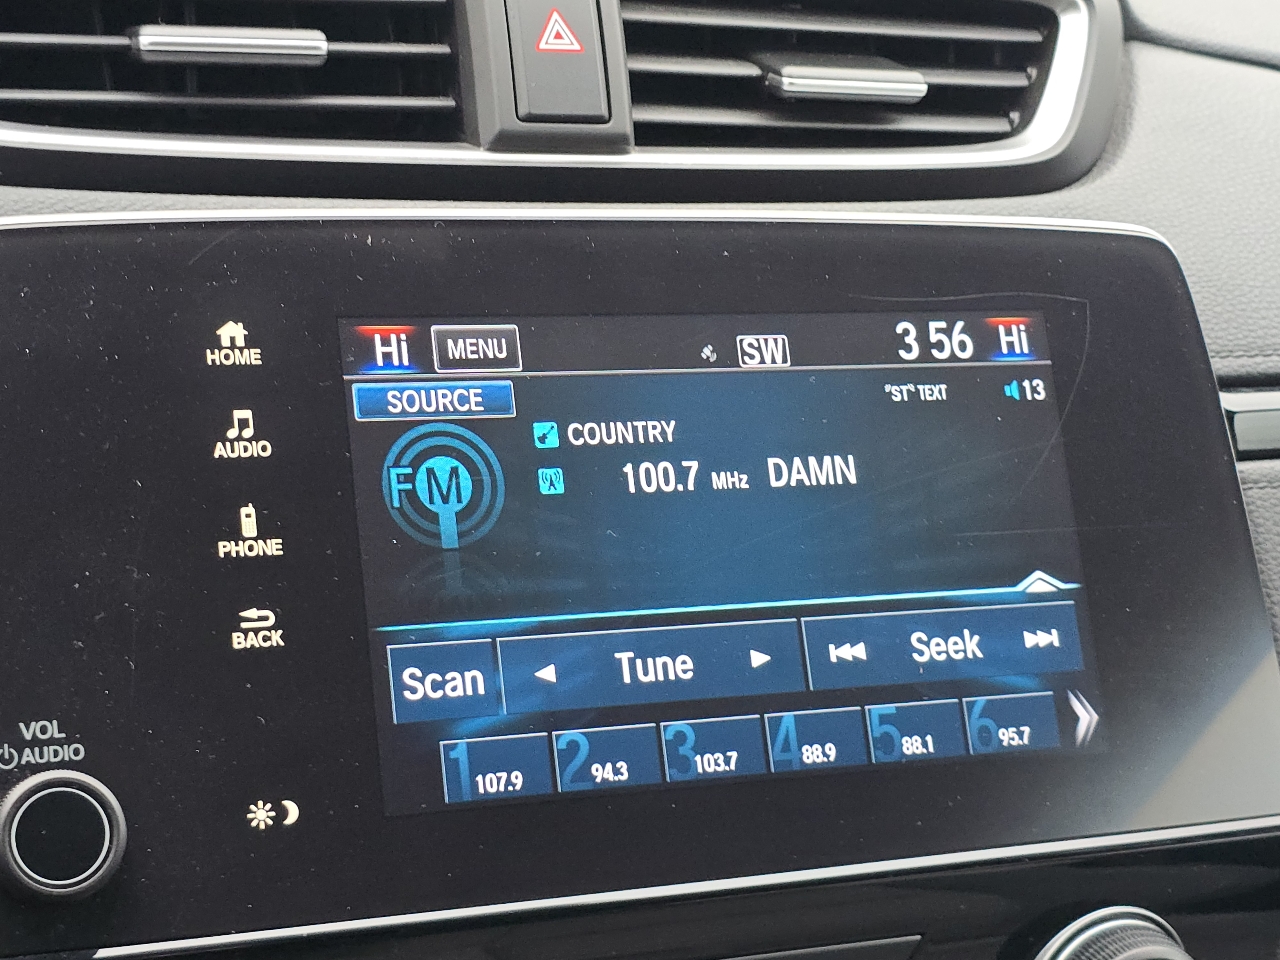 HOME
AUDIO
PHONE
BACK
VOL
AUDIO
Hi MENU SW 3 56 Hi
SOURCE "ST" TEXT 13
FM
COUNTRY
100.7 MHz DAMN
Scan Tune Seek
1 107.9 2 94.3 3 103.7 4 88.9 5 88.1 6 95.7